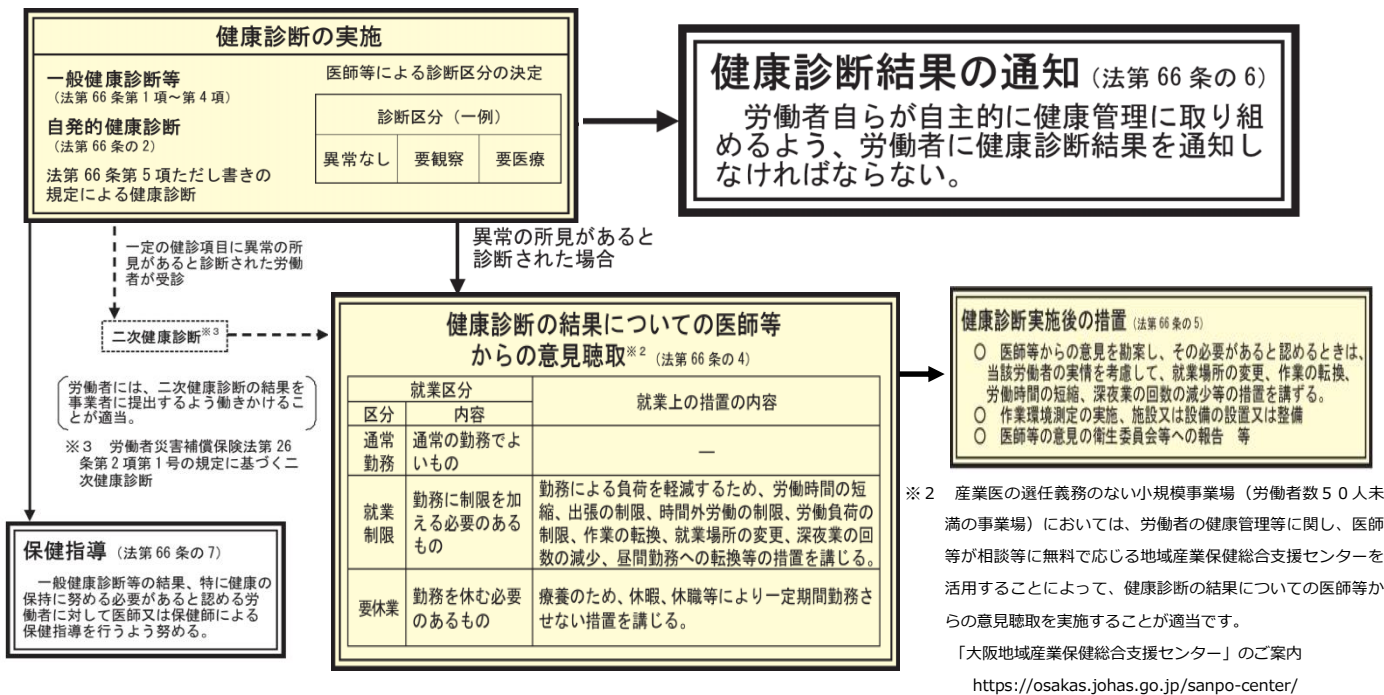 健康診断の実施
一般健康診断等
(法第66条第1項～第4項)
自発的健康診断
(法第66条の2)
法第66条第5項ただし書きの
規定による健康診断
医師等による診断区分の決定
診断区分（一例）
異常なし 要観察 要医療
健康診断結果の通知(法第66条の6)
労働者自らが自主的に健康管理に取り組
めるよう、労働者に健康診断結果を通知し
なければならない。
一定の健診項目に異常の所
見があると診断された労働
者が受診
異常の所見があると
診断された場合
二次健康診断※3
労働者には、二次健康診断の結果を
事業者に提出するよう働きかけるこ
とが適当。
※3 労働者災害補償保険法第26
条第2項第1号の規定に基づく二
次健康診断
保健指導(法第66条の7)
一般健康診断等の結果、特に健康の
保持に努める必要があると認める労
働者に対して医師又は保健師による
保健指導を行うよう努める。
健康診断の結果についての医師等
からの意見聴取※2(法第66条の4)
就業区分
就業上の措置の内容
区分 内容
通常
勤務
通常の勤務でよ
いもの
―
就業
制限
勤務に制限を加
える必要のある
もの
勤務による負荷を軽減するため、労働時間の短
縮、出張の制限、時間外労働の制限、労働負荷の
制限、作業の転換、就業場所の変更、深夜業の回
数の減少、昼間勤務への転換等の措置を講じる。
要休業
勤務を休む必要
のあるもの
療養のため、休暇、休職等により一定期間勤務さ
せない措置を講じる。
健康診断実施後の措置(法第66条の5)
○ 医師等からの意見を勘案し、その必要があると認めるときは、
当該労働者の実情を考慮して、就業場所の変更、作業の転換、
労働時間の短縮、深夜業の回数の減少等の措置を講ずる。
○ 作業環境測定の実施、施設又は設備の設置又は整備
○ 医師等の意見の衛生委員会等への報告 等
※２ 産業医の選任義務のない小規模事業場（労働者数５０人未
満の事業場）においては、労働者の健康管理等に関し、医師
等が相談等に無料で応じる地域産業保健総合支援センターを
活用することによって、健康診断の結果についての医師等か
らの意見聴取を実施することが適当です。
「大阪地域産業保健総合支援センター」のご案内
https://osakas.johas.go.jp/sanpo-center/